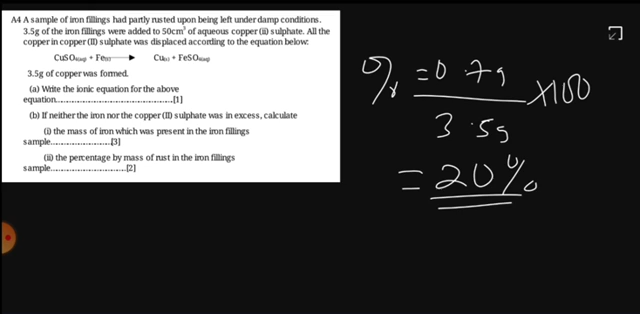 A4 A sample of iron fillings had partly rusted upon being left under damp conditions.
3.5g of the iron fillings were added to 50cm³ of aqueous copper (ii) sulphate. All the
copper in copper (II) sulphate was displaced according to the equation below:
CuSO₄₍aq₎ + Fe₍s₎ → Cu₍s₎ + FeSO₄₍aq₎
3.5g of copper was formed.
(a) Write the ionic equation for the above
equation..............................................[1]
(b) If neither the iron nor the copper (II) sulphate was in excess, calculate
(i) the mass of iron which was present in the iron fillings
sample.........................[3]
(ii) the percentage by mass of rust in the iron fillings
sample...........................[2]
% = 0.7g
×100
3.5g
= 20%